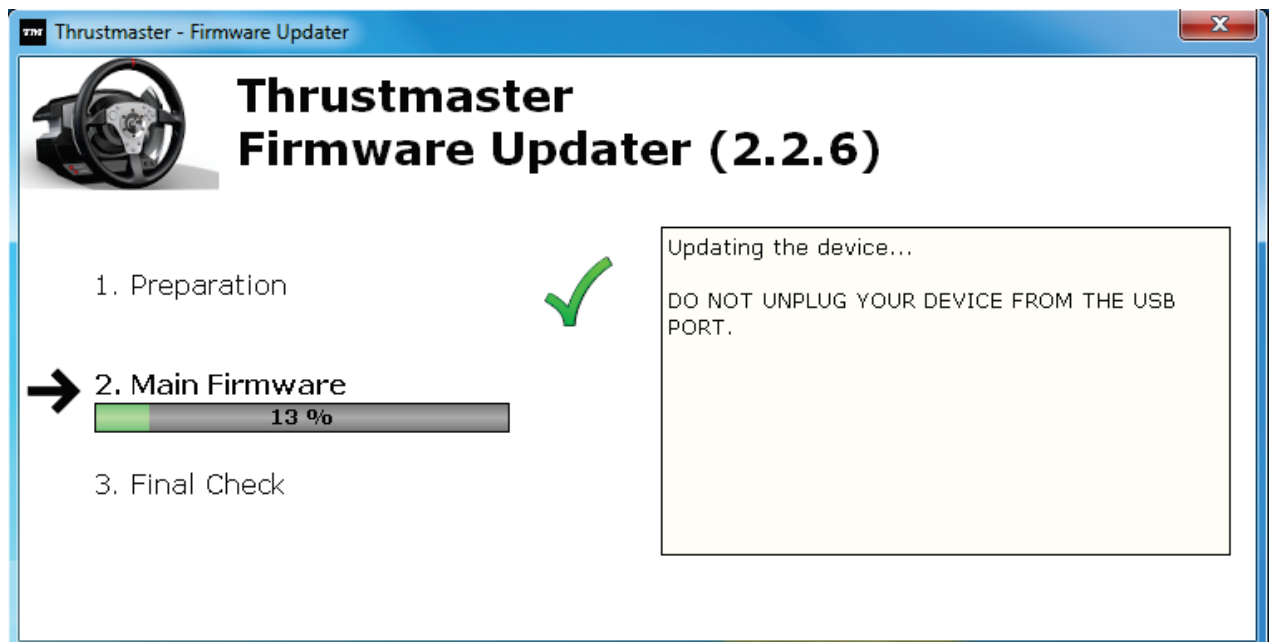 Thrustmaster - Firmware Updater
Thrustmaster
Firmware Updater (2.2.6)
1. Preparation
2. Main Firmware
13 %
3. Final Check
Updating the device...
DO NOT UNPLUG YOUR DEVICE FROM THE USB
PORT.